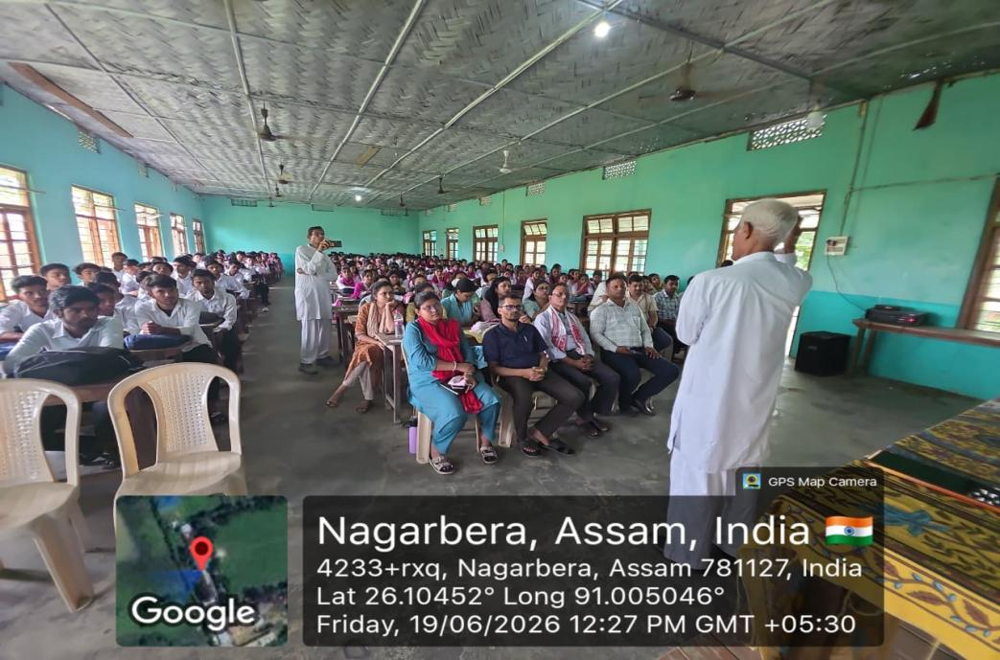 GPS Map Camera
Nagarbera, Assam, India
4233+rxq, Nagarbera, Assam 781127, India
Lat 26.10452° Long 91.005046°
Friday, 19/06/2026 12:27 PM GMT +05:30
Google